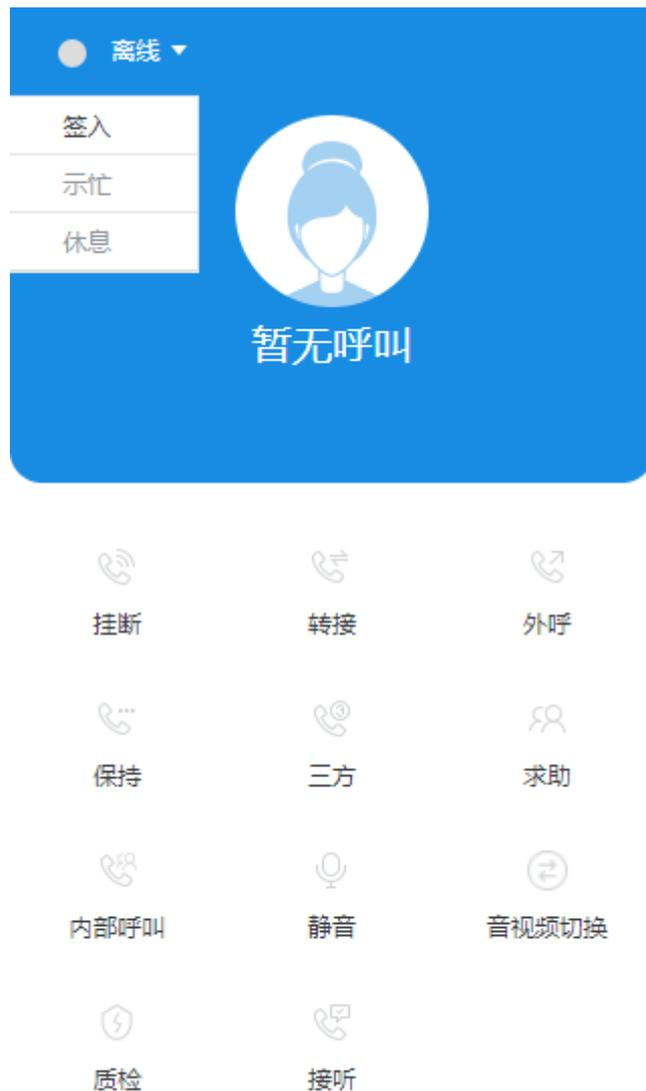 离线
签入
示忙
休息
暂无呼叫
挂断 转接 外呼
保持 三方 求助
内部呼叫 静音 音视频切换
质检 接听